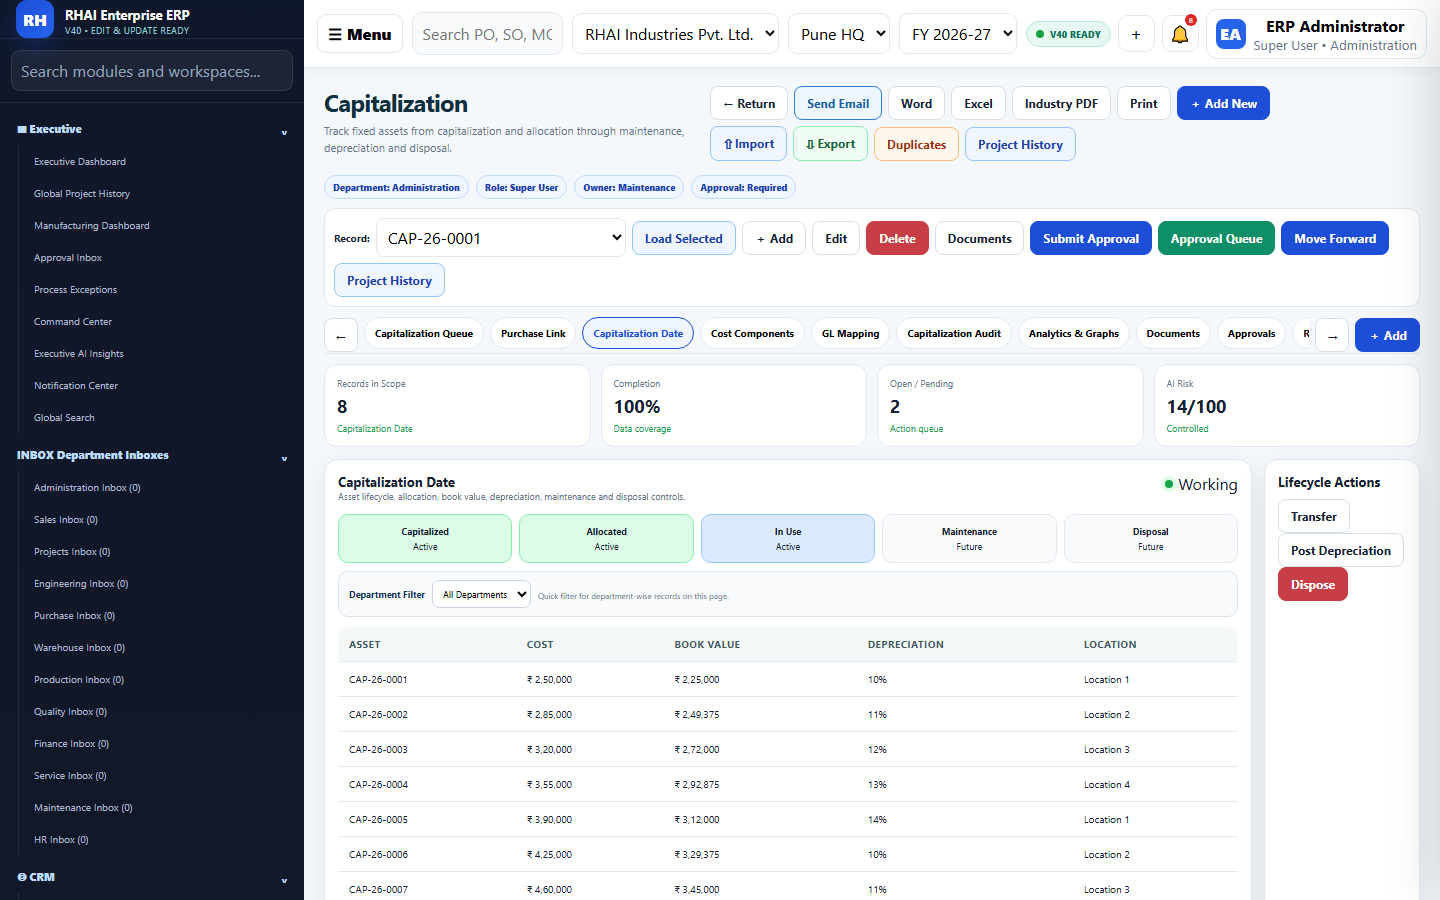 RH
RHAI Enterprise ERP
V40 • EDIT & UPDATE READY
Search modules and workspaces...
Executive
Executive Dashboard
Global Project History
Manufacturing Dashboard
Approval Inbox
Process Exceptions
Command Center
Executive AI Insights
Notification Center
Global Search
INBOX Department Inboxes
Administration Inbox (0)
Sales Inbox (0)
Projects Inbox (0)
Engineering Inbox (0)
Purchase Inbox (0)
Warehouse Inbox (0)
Production Inbox (0)
Quality Inbox (0)
Finance Inbox (0)
Service Inbox (0)
Maintenance Inbox (0)
HR Inbox (0)
CRM
☰ Menu
Search PO, SO, MO
RHAI Industries Pvt. Ltd.
Pune HQ
FY 2026-27
V40 READY
+
8
EA
ERP Administrator
Super User • Administration
Capitalization
Track fixed assets from capitalization and allocation through maintenance,
depreciation and disposal.
← Return
Send Email
Word
Excel
Industry PDF
Print
+ Add New
⇧ Import
⇩ Export
Duplicates
Project History
Department: Administration
Role: Super User
Owner: Maintenance
Approval: Required
Record:
CAP-26-0001
Load Selected
+ Add
Edit
Delete
Documents
Submit Approval
Approval Queue
Move Forward
Project History
←
Capitalization Queue
Purchase Link
Capitalization Date
Cost Components
GL Mapping
Capitalization Audit
Analytics & Graphs
Documents
Approvals
→
+ Add
Records in Scope
8
Capitalization Date
Completion
100%
Data coverage
Open / Pending
2
Action queue
AI Risk
14/100
Controlled
Capitalization Date
Asset lifecycle, allocation, book value, depreciation, maintenance and disposal controls.
Working
Capitalized
Active
Allocated
Active
In Use
Active
Maintenance
Future
Disposal
Future
Department Filter
All Departments
Quick filter for department-wise records on this page.
ASSET COST BOOK VALUE DEPRECIATION LOCATION
CAP-26-0001 ₹ 2,50,000 ₹ 2,25,000 10% Location 1
CAP-26-0002 ₹ 2,85,000 ₹ 2,49,375 11% Location 2
CAP-26-0003 ₹ 3,20,000 ₹ 2,72,000 12% Location 3
CAP-26-0004 ₹ 3,55,000 ₹ 2,92,875 13% Location 4
CAP-26-0005 ₹ 3,90,000 ₹ 3,12,000 14% Location 1
CAP-26-0006 ₹ 4,25,000 ₹ 3,29,375 10% Location 2
CAP-26-0007 ₹ 4,60,000 ₹ 3,45,000 11% Location 3
Lifecycle Actions
Transfer
Post Depreciation
Dispose